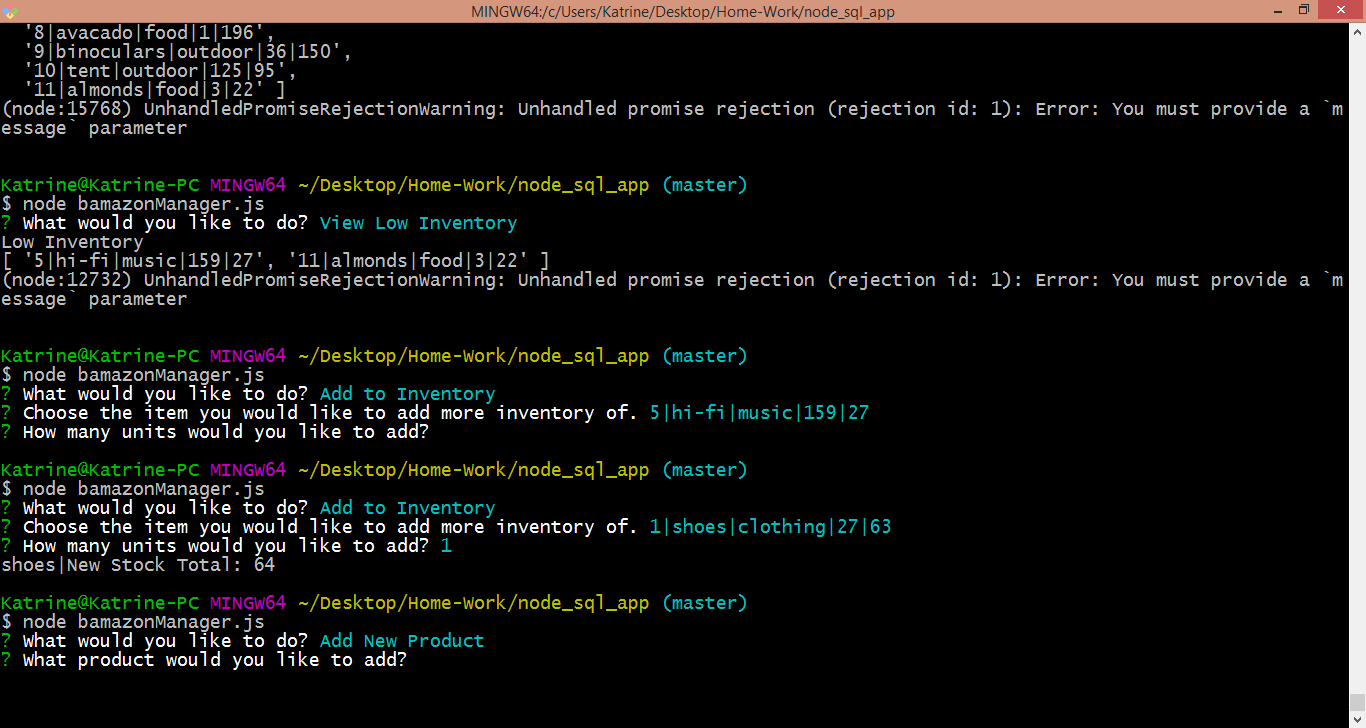 MINGW64:/c/Users/Katrine/Desktop/Home-Work/node_sql_app
'8|avacado|food|1|196',
'9|binoculars|outdoor|36|150',
'10|tent|outdoor|125|95',
'11|almonds|food|3|22' ]
(node:15768) UnhandledPromiseRejectionWarning: Unhandled promise rejection (rejection id: 1): Error: You must provide a `m
essage` parameter
Katrine@Katrine-PC MINGW64 ~/Desktop/Home-Work/node_sql_app (master)
$ node bamazonManager.js
? What would you like to do? View Low Inventory
Low Inventory
[ '5|hi-fi|music|159|27', '11|almonds|food|3|22' ]
(node:12732) UnhandledPromiseRejectionWarning: Unhandled promise rejection (rejection id: 1): Error: You must provide a `m
essage` parameter
Katrine@Katrine-PC MINGW64 ~/Desktop/Home-Work/node_sql_app (master)
$ node bamazonManager.js
? What would you like to do? Add to Inventory
? Choose the item you would like to add more inventory of. 5|hi-fi|music|159|27
? How many units would you like to add?
Katrine@Katrine-PC MINGW64 ~/Desktop/Home-Work/node_sql_app (master)
$ node bamazonManager.js
? What would you like to do? Add to Inventory
? Choose the item you would like to add more inventory of. 1|shoes|clothing|27|63
? How many units would you like to add? 1
shoes|New Stock Total: 64
Katrine@Katrine-PC MINGW64 ~/Desktop/Home-Work/node_sql_app (master)
$ node bamazonManager.js
? What would you like to do? Add New Product
? What product would you like to add?